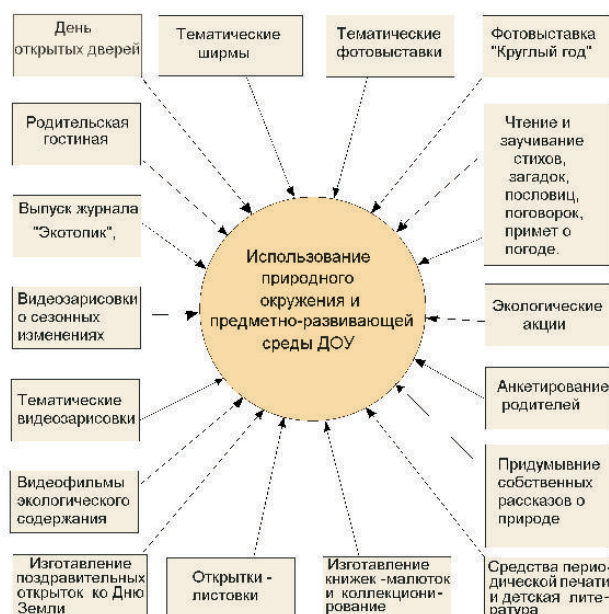 День
открытых дверей
Тематические
ширмы
Тематические
фотовыставки
Фотовыставка
"Круглый год"
Родительская
гостиная
Чтение и
заучивание
стихов,
загадок,
пословиц,
поговорок,
примет о
погоде.
Выпуск журнала
"Экотопик",
Использование
природного
окружения и
предметно-развивающей
среды ДОУ
Видеозарисовки
о сезонных
изменениях
Экологические
акции
Тематические
видеозарисовки
Анкетирование
родителей
Видеофильмы
экологического
содержания
Придумывние
собственных
рассказов о
природе
Изготовление
поздравительных
открыток ко Дню
Земли
Открытки -
листовки
Изготовление
книжек -малюток
и коллекциони-
рование
Средства перио-
дической печати
и детская лите-
ратура